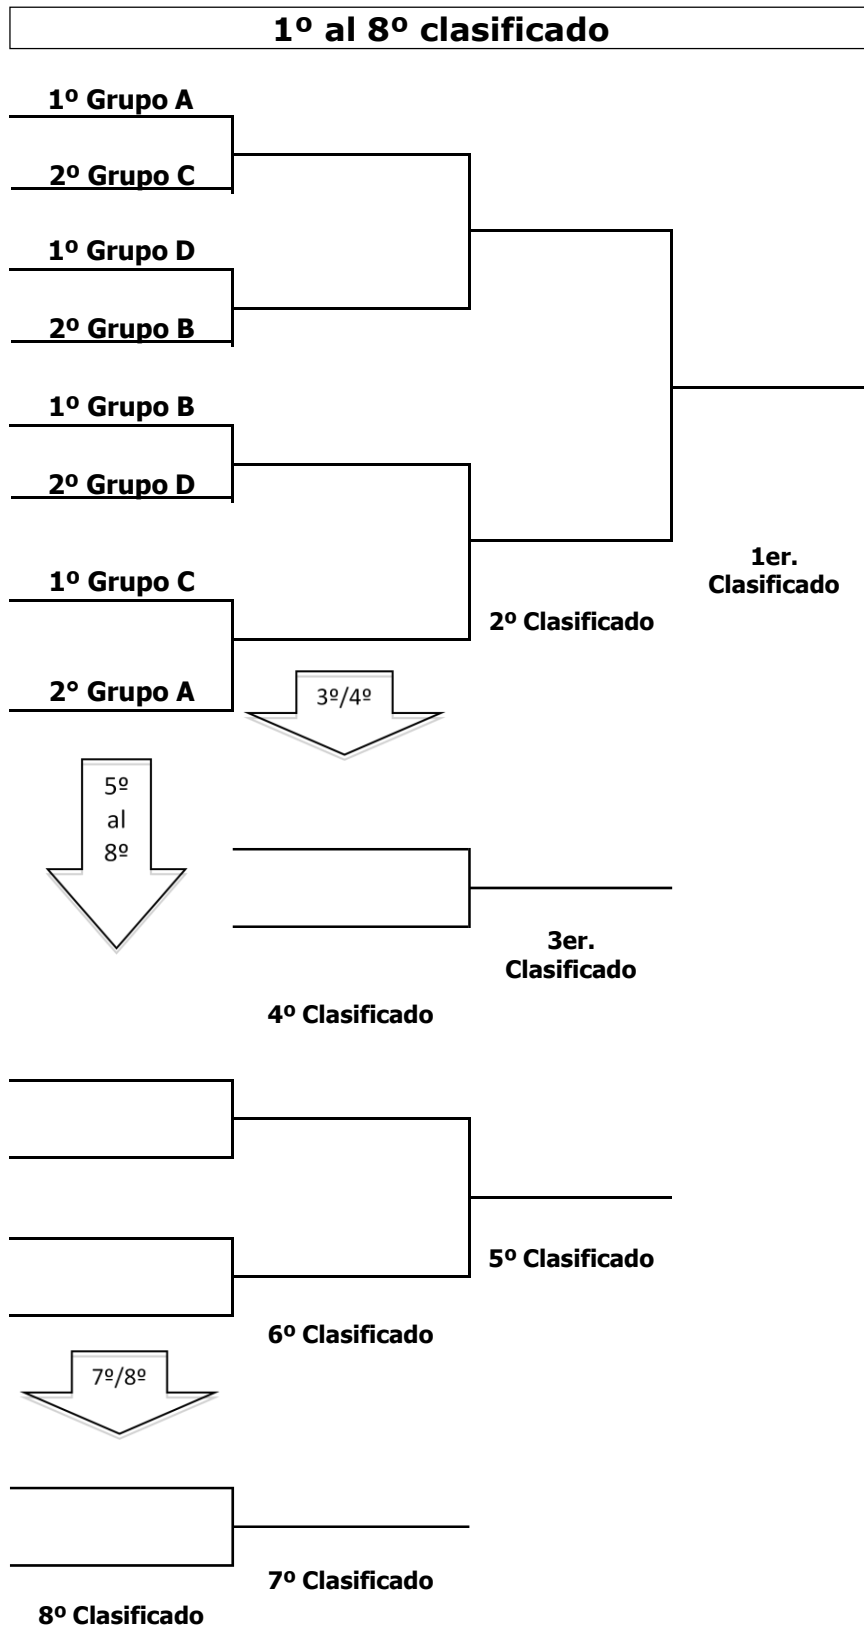 1º al 8º clasificado
1º Grupo A
2º Grupo C
1º Grupo D
2º Grupo B
1º Grupo B
2º Grupo D
1º Grupo C
2° Grupo A
1er.
Clasificado
2º Clasificado
3º/4º
5º
al
8º
3er.
Clasificado
4º Clasificado
5º Clasificado
6º Clasificado
7º/8º
7º Clasificado
8º Clasificado